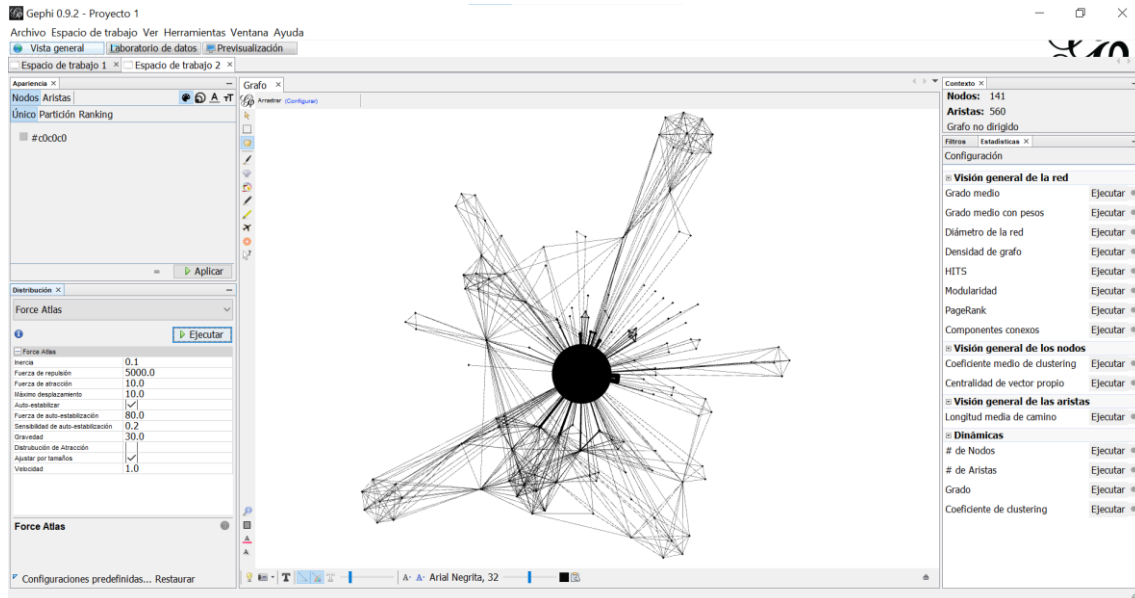 Gephi 0.9.2 - Proyecto 1
Archivo Espacio de trabajo Ver Herramientas Ventana Ayuda
Vista general Laboratorio de datos Previsualización
Espacio de trabajo 1 × Espacio de trabajo 2 ×
Apariencia ×
Nodos Aristas
Único Partición Ranking
#c0c0c0
Aplicar
Distribución ×
Force Atlas
Ejecutar
Force Atlas
Inercia 0.1
Fuerza de repulsión 5000.0
Fuerza de atracción 10.0
Máximo desplazamiento 10.0
Auto-estabilizar
Fuerza de auto-estabilización 80.0
Sensibilidad de auto-estabilización 0.2
Gravedad 30.0
Distrubución de Atracción
Ajustar por tamaños
Velocidad 1.0
Force Atlas
Configuraciones predefinidas... Restaurar
Grafo ×
Arrastrar (Configurar)
T A- A- Arial Negrita, 32
Contexto ×
Nodos: 141
Aristas: 560
Grafo no dirigido
Filtros Estadísticas ×
Configuración
Visión general de la red
Grado medio Ejecutar
Grado medio con pesos Ejecutar
Diámetro de la red Ejecutar
Densidad de grafo Ejecutar
HITS Ejecutar
Modularidad Ejecutar
PageRank Ejecutar
Componentes conexos Ejecutar
Visión general de los nodos
Coeficiente medio de clustering Ejecutar
Centralidad de vector propio Ejecutar
Visión general de las aristas
Longitud media de camino Ejecutar
Dinámicas
# de Nodos Ejecutar
# de Aristas Ejecutar
Grado Ejecutar
Coeficiente de clustering Ejecutar